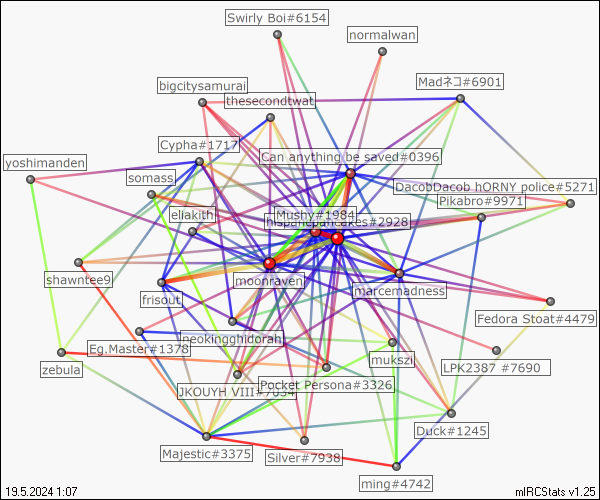 Swirly Boi#6154
normalwan
Madネコ#6901
bigcitysamurai
thesecondtwat
Cypha#1717
Can anything be saved#0396
yoshimanden
somass
DacobDacob hORNY police#5271
Pikabro#9971
eliakith
Mushy#1984
hispanicpancakes#2928
shawntee9
moonraven
marcemadness
frisout
Fedora Stoat#4479
neokingghidorah
Eg.Master#1378
mukszi
zebula
LPK2387 #7690
JKOUYH VIII#7634
Pocket Persona#3326
Duck#1245
Majestic#3375
Silver#7938
ming#4742
19.5.2024 1:07
mIRCStats v1.25